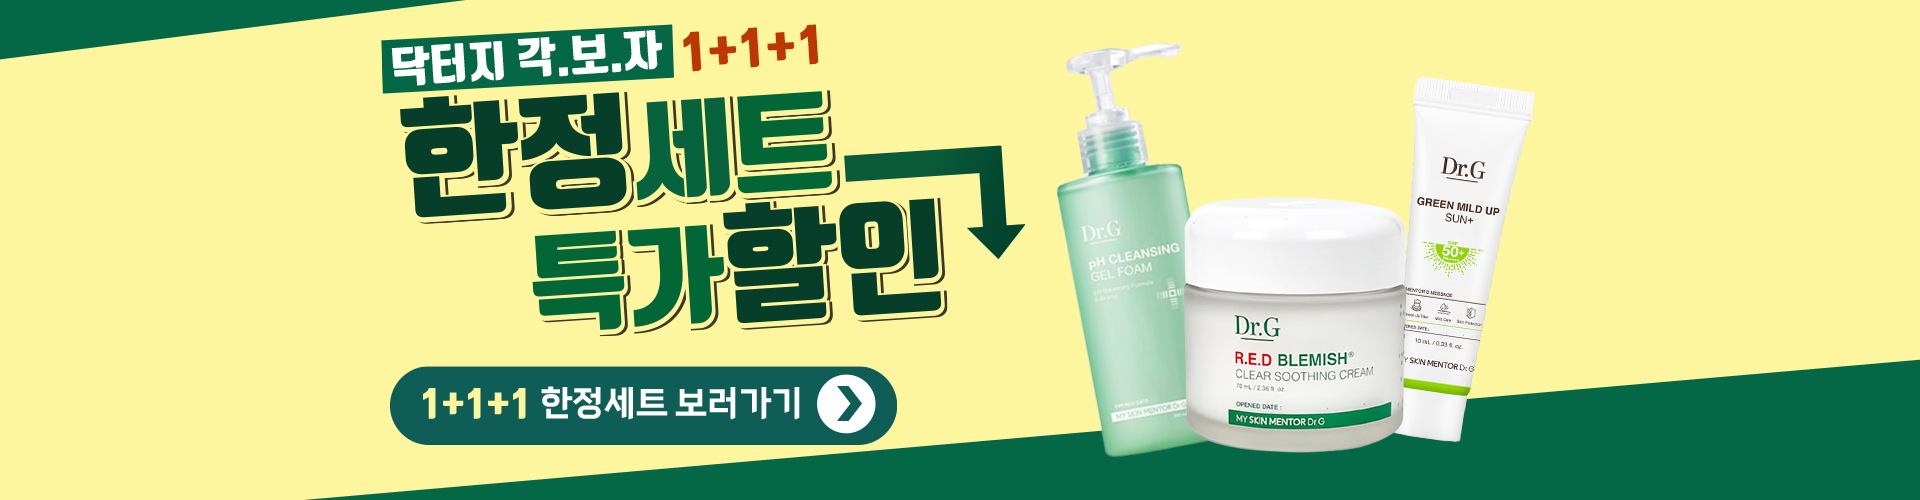 닥터지 각.보.자 1+1+1
한정세트
특가할인
1+1+1 한정세트 보러가기
Dr.G
pH CLEANSING
GEL FOAM
MY SKIN MENTOR Dr.G
Dr.G
R.E.D BLEMISH®
CLEAR SOOTHING CREAM
70 mL / 2.36 fl. oz.
OPENED DATE :
MY SKIN MENTOR Dr.G
Dr.G
GREEN MILD UP
SUN+
SPF
50+
MENTOR'S MESSAGE
10 mL / 0.33 fl. oz.
MY SKIN MENTOR Dr.G